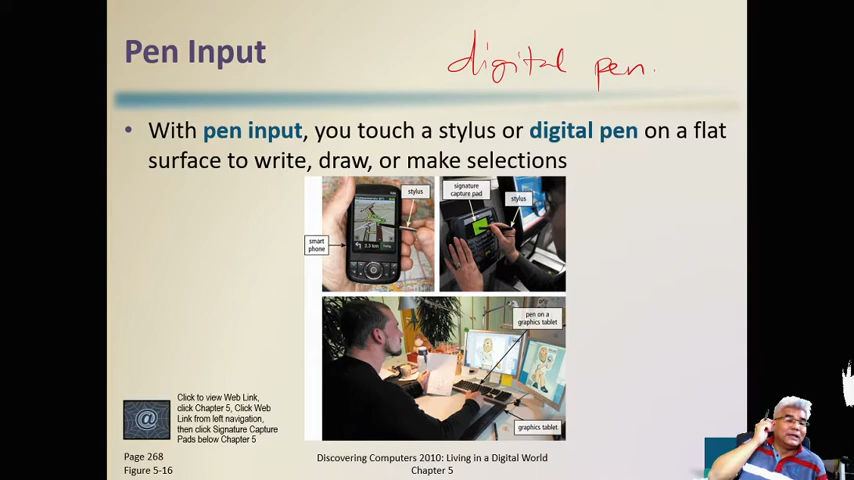 Pen Input
digital pen.
• With pen input, you touch a stylus or digital pen on a flat
surface to write, draw, or make selections
stylus
smart
phone
signature
capture pad
stylus
pen on a
graphics tablet
graphics tablet
Click to view Web Link,
click Chapter 5, Click Web
Link from left navigation,
then click Signature Capture
Pads below Chapter 5
Page 268
Figure 5-16
Discovering Computers 2010: Living in a Digital World
Chapter 5